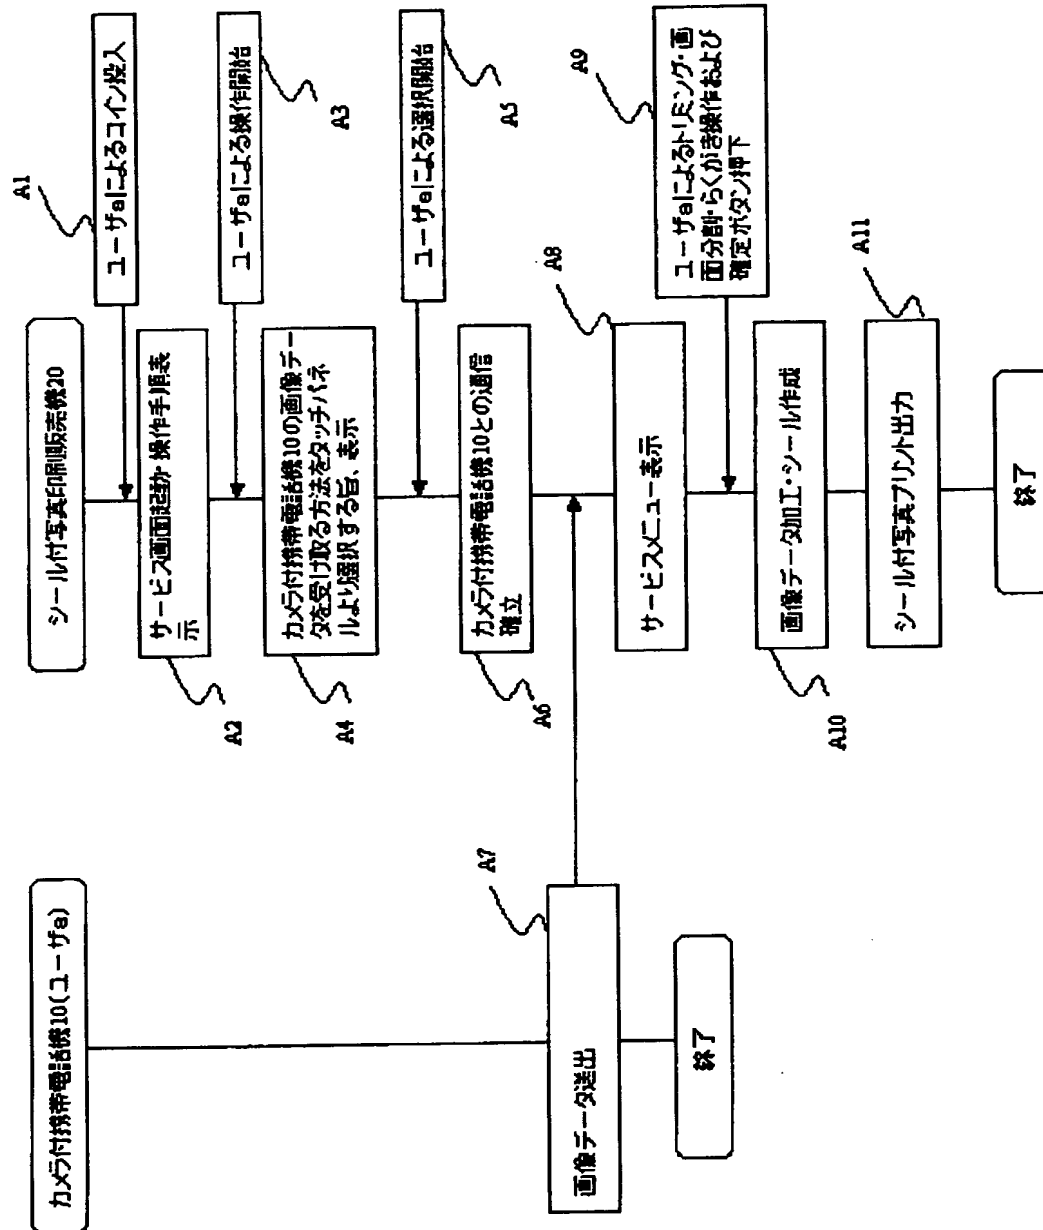 カメラ付携帯電話機10(ユーザa)
シール付写真印刷販売機20
A1
ユーザaによるコイン投入
A2
サービス画面起動・操作手順表
示
A3
ユーザaによる操作開始
A4
カメラ付携帯電話機10の画像デー
タを受け取る方法をタッチパネ
ルより選択する旨、表示
A5
ユーザaによる選択開始
A6
カメラ付携帯電話機10との通信
確立
A7
画像データ送出
終了
A8
サービスメニュー表示
A9
ユーザaによるトリミング・画
面分割・らくがき操作および
確定ボタン押下
A10
画像データ加工・シール作成
A11
シール付写真プリント出力
終了